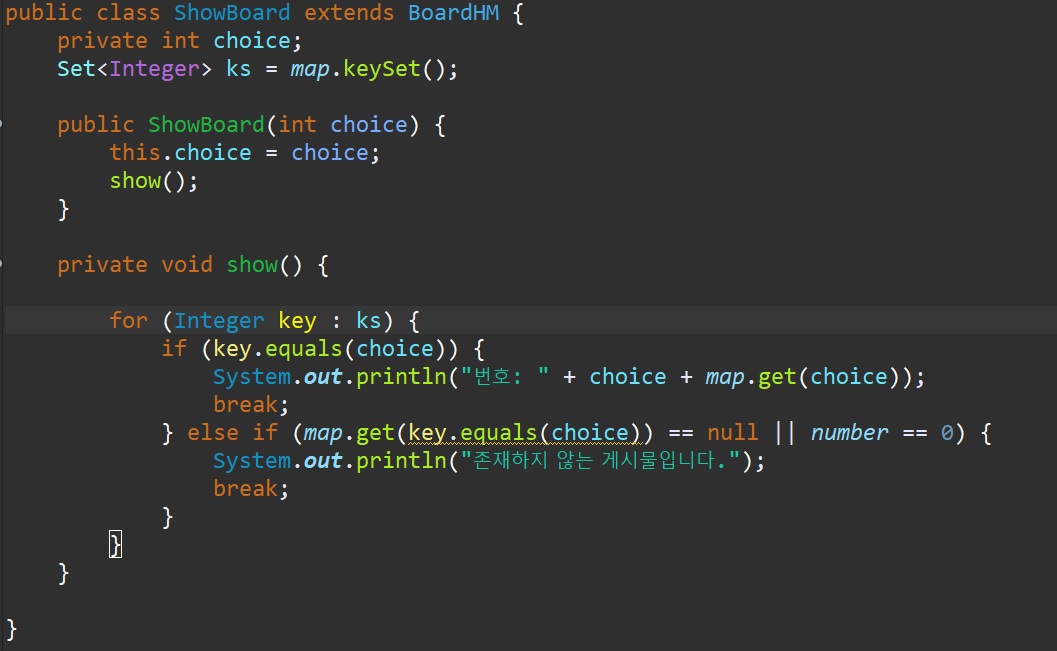 public class ShowBoard extends BoardHM {
    private int choice;
    Set<Integer> ks = map.keySet();

    public ShowBoard(int choice) {
        this.choice = choice;
        show();
    }

    private void show() {

        for (Integer key : ks) {
            if (key.equals(choice)) {
                System.out.println("번호: " + choice + map.get(choice));
                break;
            } else if (map.get(key.equals(choice)) == null || number == 0) {
                System.out.println("존재하지 않는 게시물입니다.");
                break;
            }
        }
    }

}